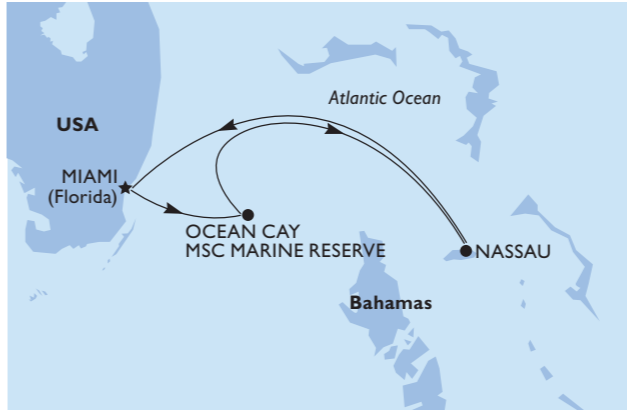 Atlantic Ocean
USA
MIAMI
(Florida)
OCEAN CAY
MSC MARINE RESERVE
NASSAU
Bahamas